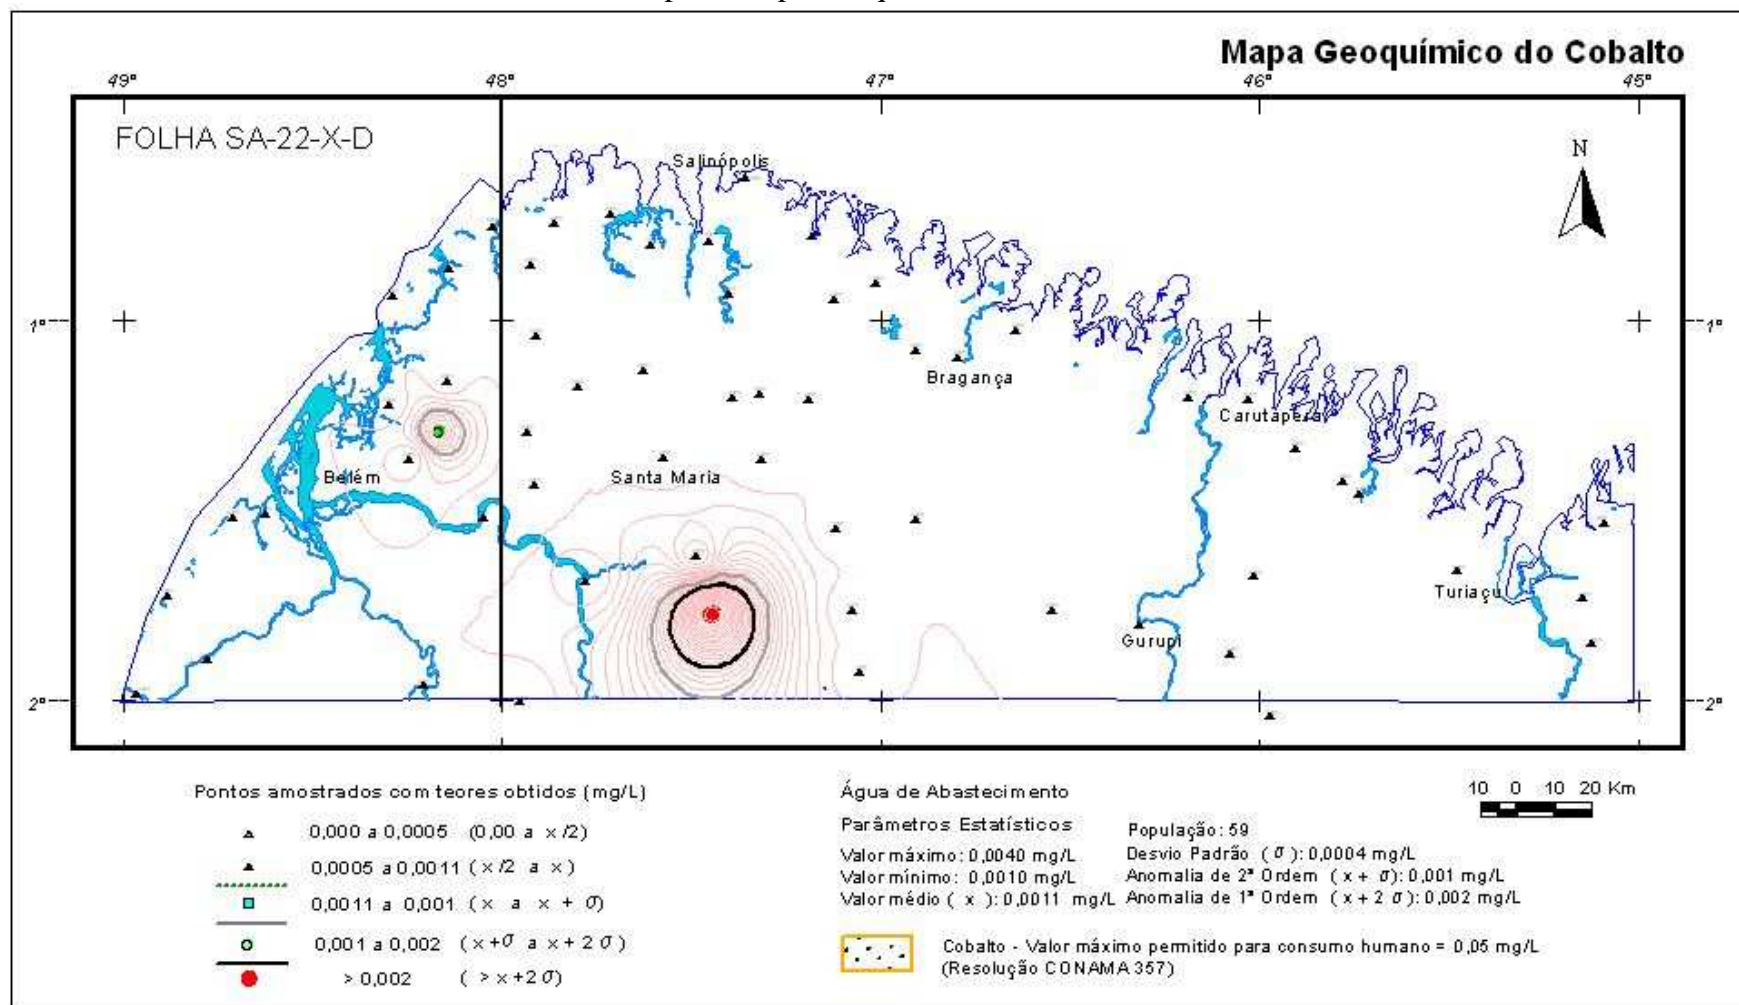 Mapa Geoquímico do Cobalto
49° 48° 47° 46° 45°
FOLHA SA-22-X-D
N
Salinópolis
1° 1°
Bragança
Carutapera
Belém
Santa Maria
Turiaçu
Gurupi
2° 2°
Pontos amostrados com teores obtidos (mg/L)
0,000 a 0,0005 (0,00 a x/2)
0,0005 a 0,0011 (x/2 a x)
0,0011 a 0,001 (x a x + σ)
0,001 a 0,002 (x+σ a x+2σ)
> 0,002 (>x+2σ)
Água de Abastecimento
Parâmetros Estatísticos
Valor máximo: 0,0040 mg/L
Valor mínimo: 0,0010 mg/L
Valor médio (x): 0,0011 mg/L
População: 59
Desvio Padrão (σ): 0,0004 mg/L
Anomalia de 2ª Ordem (x + σ): 0,001 mg/L
Anomalia de 1ª Ordem (x + 2σ): 0,002 mg/L
10 0 10 20 Km
Cobalto - Valor máximo permitido para consumo humano = 0,05 mg/L
(Resolução CONAMA 357)